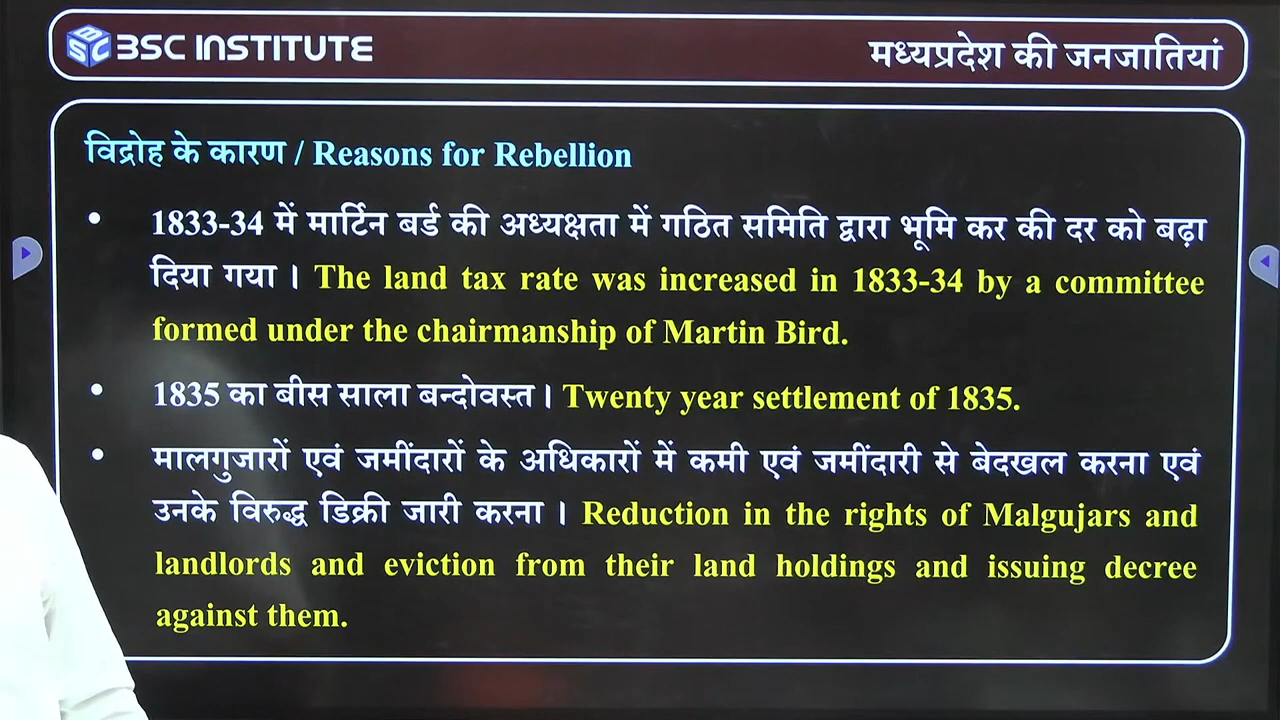 BSC INSTITUTE
मध्यप्रदेश की जनजातियां
विद्रोह के कारण / Reasons for Rebellion
• 1833-34 में मार्टिन बर्ड की अध्यक्षता में गठित समिति द्वारा भूमि कर की दर को बढ़ा
दिया गया । The land tax rate was increased in 1833-34 by a committee
formed under the chairmanship of Martin Bird.
• 1835 का बीस साला बन्दोवस्त । Twenty year settlement of 1835.
• मालगुजारों एवं जमींदारों के अधिकारों में कमी एवं जमींदारी से बेदखल करना एवं
उनके विरुद्ध डिक्री जारी करना । Reduction in the rights of Malgujars and
landlords and eviction from their land holdings and issuing decree
against them.